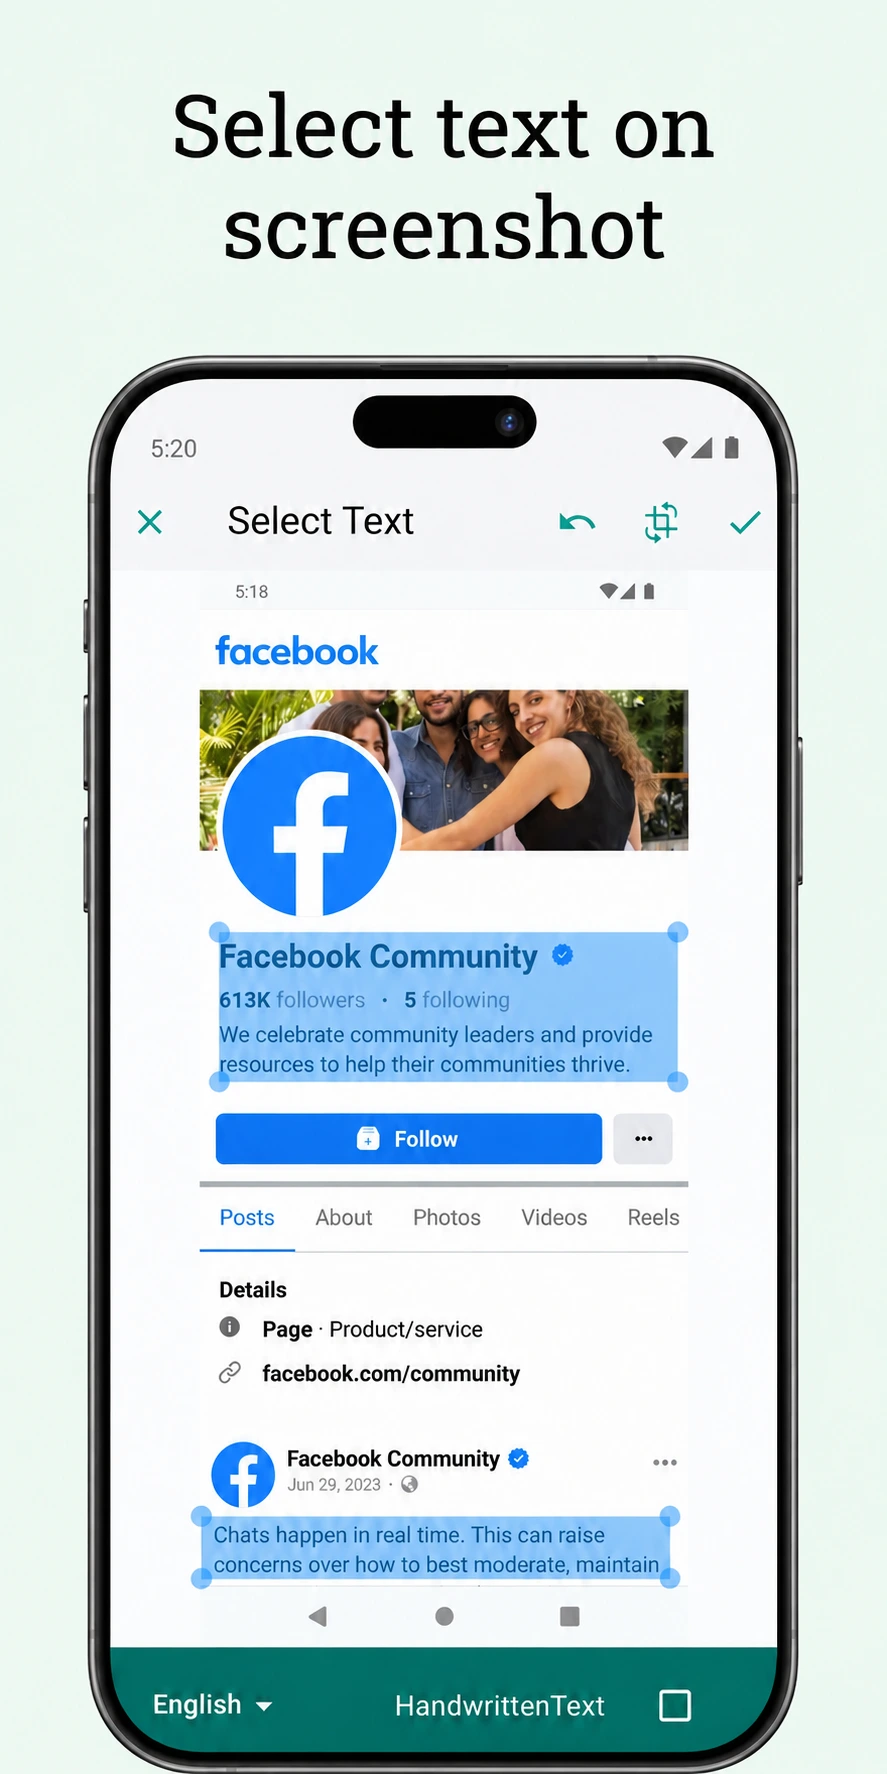 Select text on
screenshot
5:20
Select Text
5:18
facebook
Facebook Community
613K followers • 5 following
We celebrate community leaders and provide
resources to help their communities thrive.
Follow
Posts About Photos Videos Reels
Details
Page · Product/service
facebook.com/community
Facebook Community
Jun 29, 2023 ·
Chats happen in real time. This can raise
concerns over how to best moderate, maintain
English HandwrittenText